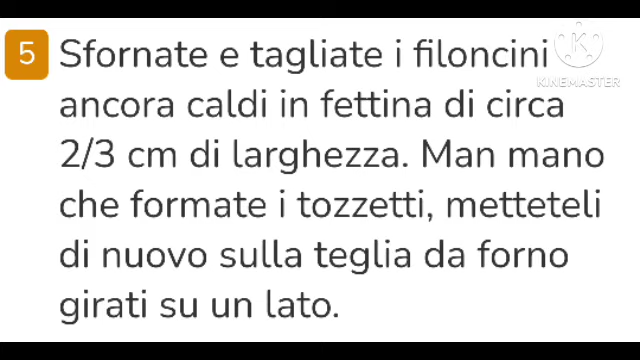 5 Sfornate e tagliate i filoncini
ancora caldi in fettina di circa
2/3 cm di larghezza. Man mano
che formate i tozzetti, metteteli
di nuovo sulla teglia da forno
girati su un lato.
K
KINEMASTER